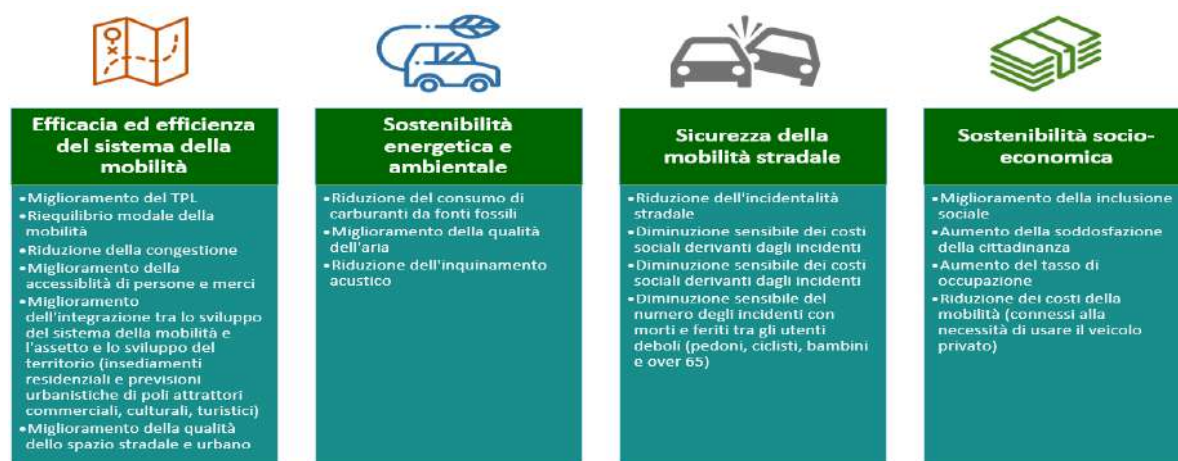 Efficacia ed efficienza
del sistema della
mobilità
•Miglioramento del TPL
•Riequilibrio modale della
mobilità
•Riduzione della congestione
•Miglioramento della
accessiblità di persone e merci
•Miglioramento
dell'integrazione tra lo sviluppo
del sistema della mobilità e
l'assetto e lo sviluppo del
territorio (insediamenti
residenziali e previsioni
urbanistiche di poli attrattori
commerciali, culturali, turistici)
•Miglioramento della qualità
dello spazio stradale e urbano
Sostenibilità
energetica e
ambientale
•Riduzione del consumo di
carburanti da fonti fossili
•Miglioramento della qualità
dell'aria
•Riduzione dell'inquinamento
acustico
Sicurezza della
mobilità stradale
•Riduzione dell'incidentalità
stradale
•Diminuzione sensibile dei costi
sociali derivanti dagli incidenti
•Diminuzione sensibile dei costi
sociali derivanti dagli incidenti
•Diminuzione sensibile del
numero degli incidenti con
morti e feriti tra gli utenti
deboli (pedoni, ciclisti, bambini
e over 65)
Sostenibilità socio-
economica
•Miglioramento della inclusione
sociale
•Aumento della soddosfazione
della cittadinanza
•Aumento del tasso di
occupazione
•Riduzione dei costi della
mobilità (connessi alla
necessità di usare il veicolo
privato)